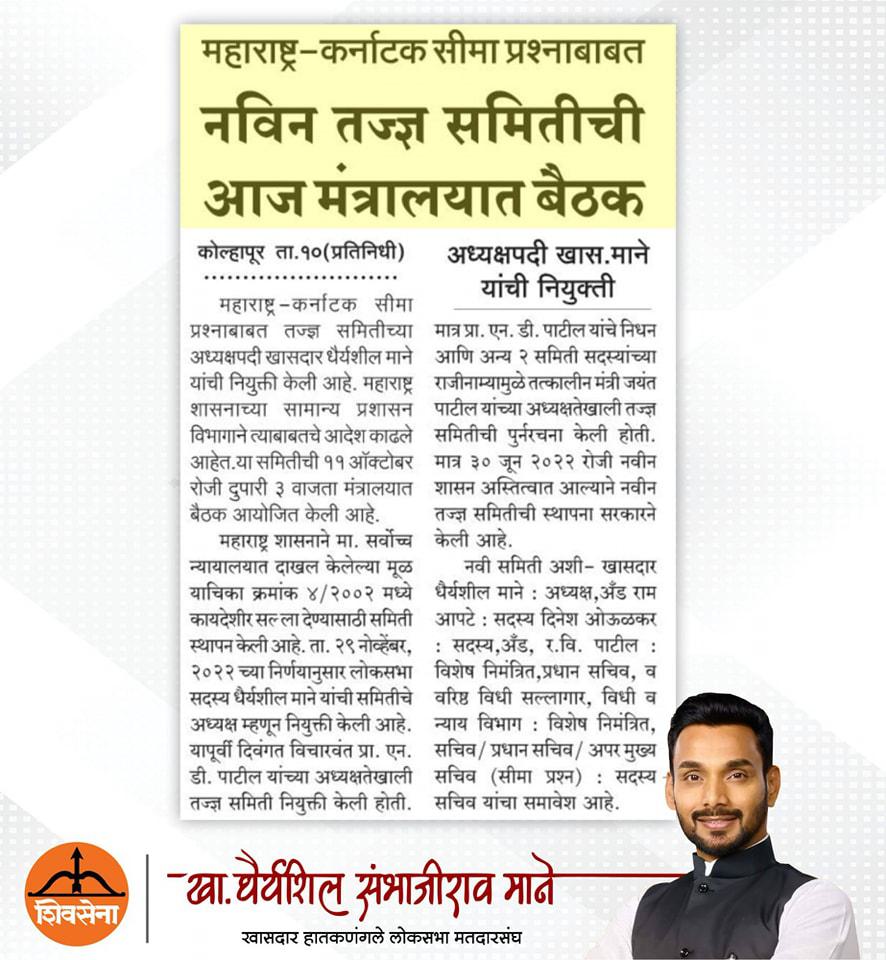 महाराष्ट्र-कर्नाटक सीमा प्रश्नाबाबत
नविन तज्ज्ञ समितीची
आज मंत्रालयात बैठक
कोल्हापूर ता.१०(प्रतिनिधी)
महाराष्ट्र-कर्नाटक सीमा
प्रश्नाबाबत तज्ज्ञ समितीच्या
अध्यक्षपदी खासदार धैर्यशील माने
यांची नियुक्ती केली आहे. महाराष्ट्र
शासनाच्या सामान्य प्रशासन
विभागाने त्याबाबतचे आदेश काढले
आहेत.या समितीची ११ ऑक्टोबर
रोजी दुपारी ३ वाजता मंत्रालयात
बैठक आयोजित केली आहे.
महाराष्ट्र शासनाने मा. सर्वोच्च
न्यायालयात दाखल केलेल्या मूळ
याचिका क्रमांक ४/२००२ मध्ये
कायदेशीर सल्ला देण्यासाठी समिती
स्थापन केली आहे. ता. २९ नोव्हेंबर,
२०२२ च्या निर्णयानुसार लोकसभा
सदस्य धैर्यशील माने यांची समितीचे
अध्यक्ष म्हणून नियुक्ती केली आहे.
यापूर्वी दिवंगत विचारवंत प्रा. एन.
डी. पाटील यांच्या अध्यक्षतेखाली
तज्ज्ञ समिती नियुक्ती केली होती.
अध्यक्षपदी खास.माने
यांची नियुक्ती
मात्र प्रा. एन. डी. पाटील यांचे निधन
आणि अन्य २ समिती सदस्यांच्या
राजीनाम्यामुळे तत्कालीन मंत्री जयंत
पाटील यांच्या अध्यक्षतेखाली तज्ज्ञ
समितीची पुर्नरचना केली होती.
मात्र ३० जून २०२२ रोजी नवीन
शासन अस्तित्वात आल्याने नवीन
तज्ज्ञ समितीची स्थापना सरकारने
केली आहे.
नवी समिती अशी- खासदार
धैर्यशील माने : अध्यक्ष,अँड राम
आपटे : सदस्य दिनेश ओऊळकर
: सदस्य,अँड, र.वि. पाटील :
विशेष निमंत्रित,प्रधान सचिव, व
वरिष्ठ विधी सल्लागार, विधी व
न्याय विभाग : विशेष निमंत्रित,
सचिव/ प्रधान सचिव/ अपर मुख्य
सचिव (सीमा प्रश्न) : सदस्य
सचिव यांचा समावेश आहे.
शिवसेना
खा.धैर्यशिल संभाजीराव माने
खासदार हातकणंगले लोकसभा मतदारसंघ